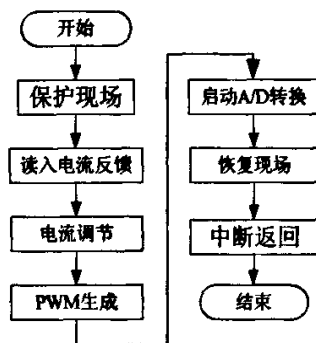 开始
保护现场
读入电流反馈
电流调节
PWM生成
启动A/D转换
恢复现场
中断返回
结束